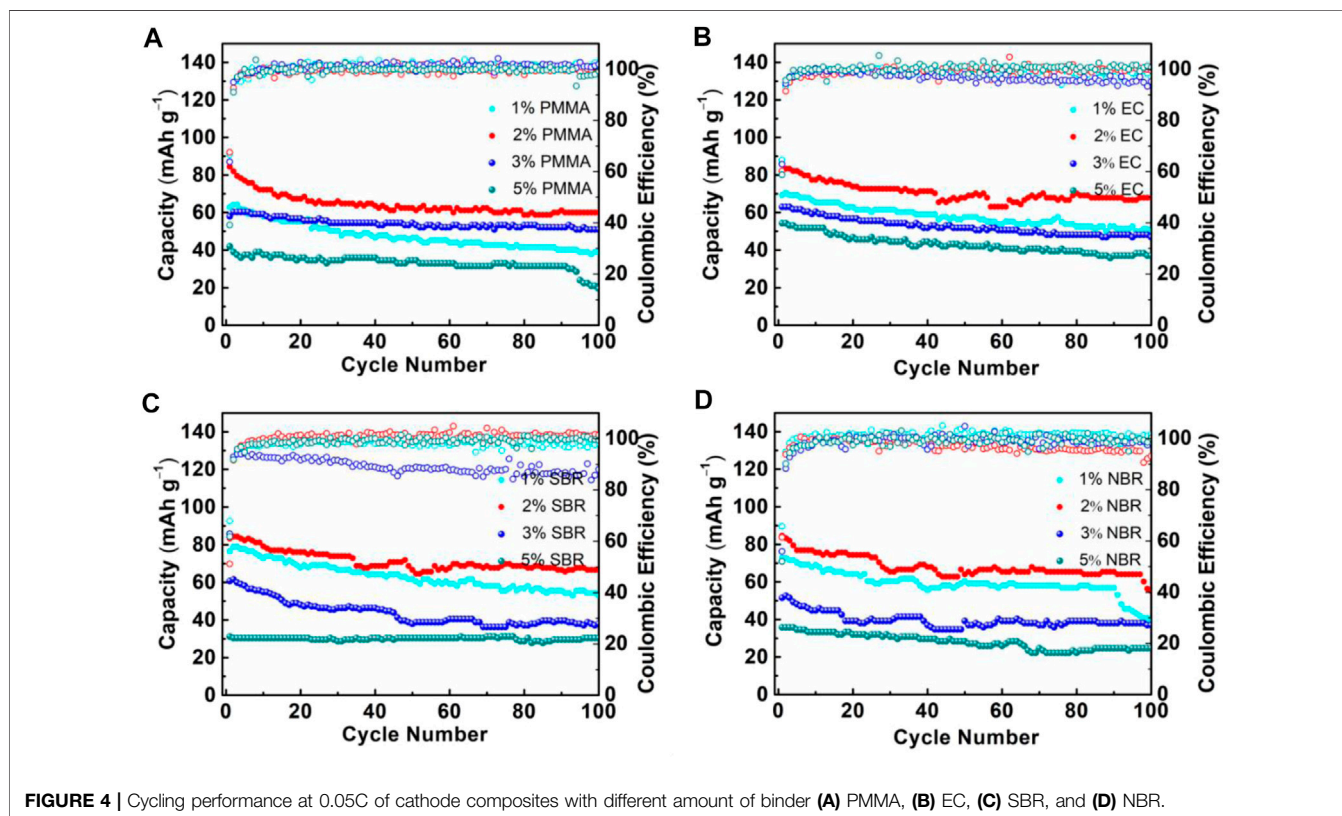 A
Capacity (mAh g⁻¹)
140
120
100
80
60
40
20
0
1% PMMA
2% PMMA
3% PMMA
5% PMMA
100
80
60
40
20
0
Coulombic Efficiency (%)
0 20 40 60 80 100
Cycle Number
B
Capacity (mAh g⁻¹)
140
120
100
80
60
40
20
0
1% EC
2% EC
3% EC
5% EC
100
80
60
40
20
0
Coulombic Efficiency (%)
0 20 40 60 80 100
Cycle Number
C
Capacity (mAh g⁻¹)
140
120
100
80
60
40
20
0
1% SBR
2% SBR
3% SBR
5% SBR
100
80
60
40
20
0
Coulombic Efficiency (%)
0 20 40 60 80 100
Cycle Number
D
Capacity (mAh g⁻¹)
140
120
100
80
60
40
20
0
1% NBR
2% NBR
3% NBR
5% NBR
100
80
60
40
20
0
Coulombic Efficiency (%)
0 20 40 60 80 100
Cycle Number
FIGURE 4 | Cycling performance at 0.05C of cathode composites with different amount of binder (A) PMMA, (B) EC, (C) SBR, and (D) NBR.